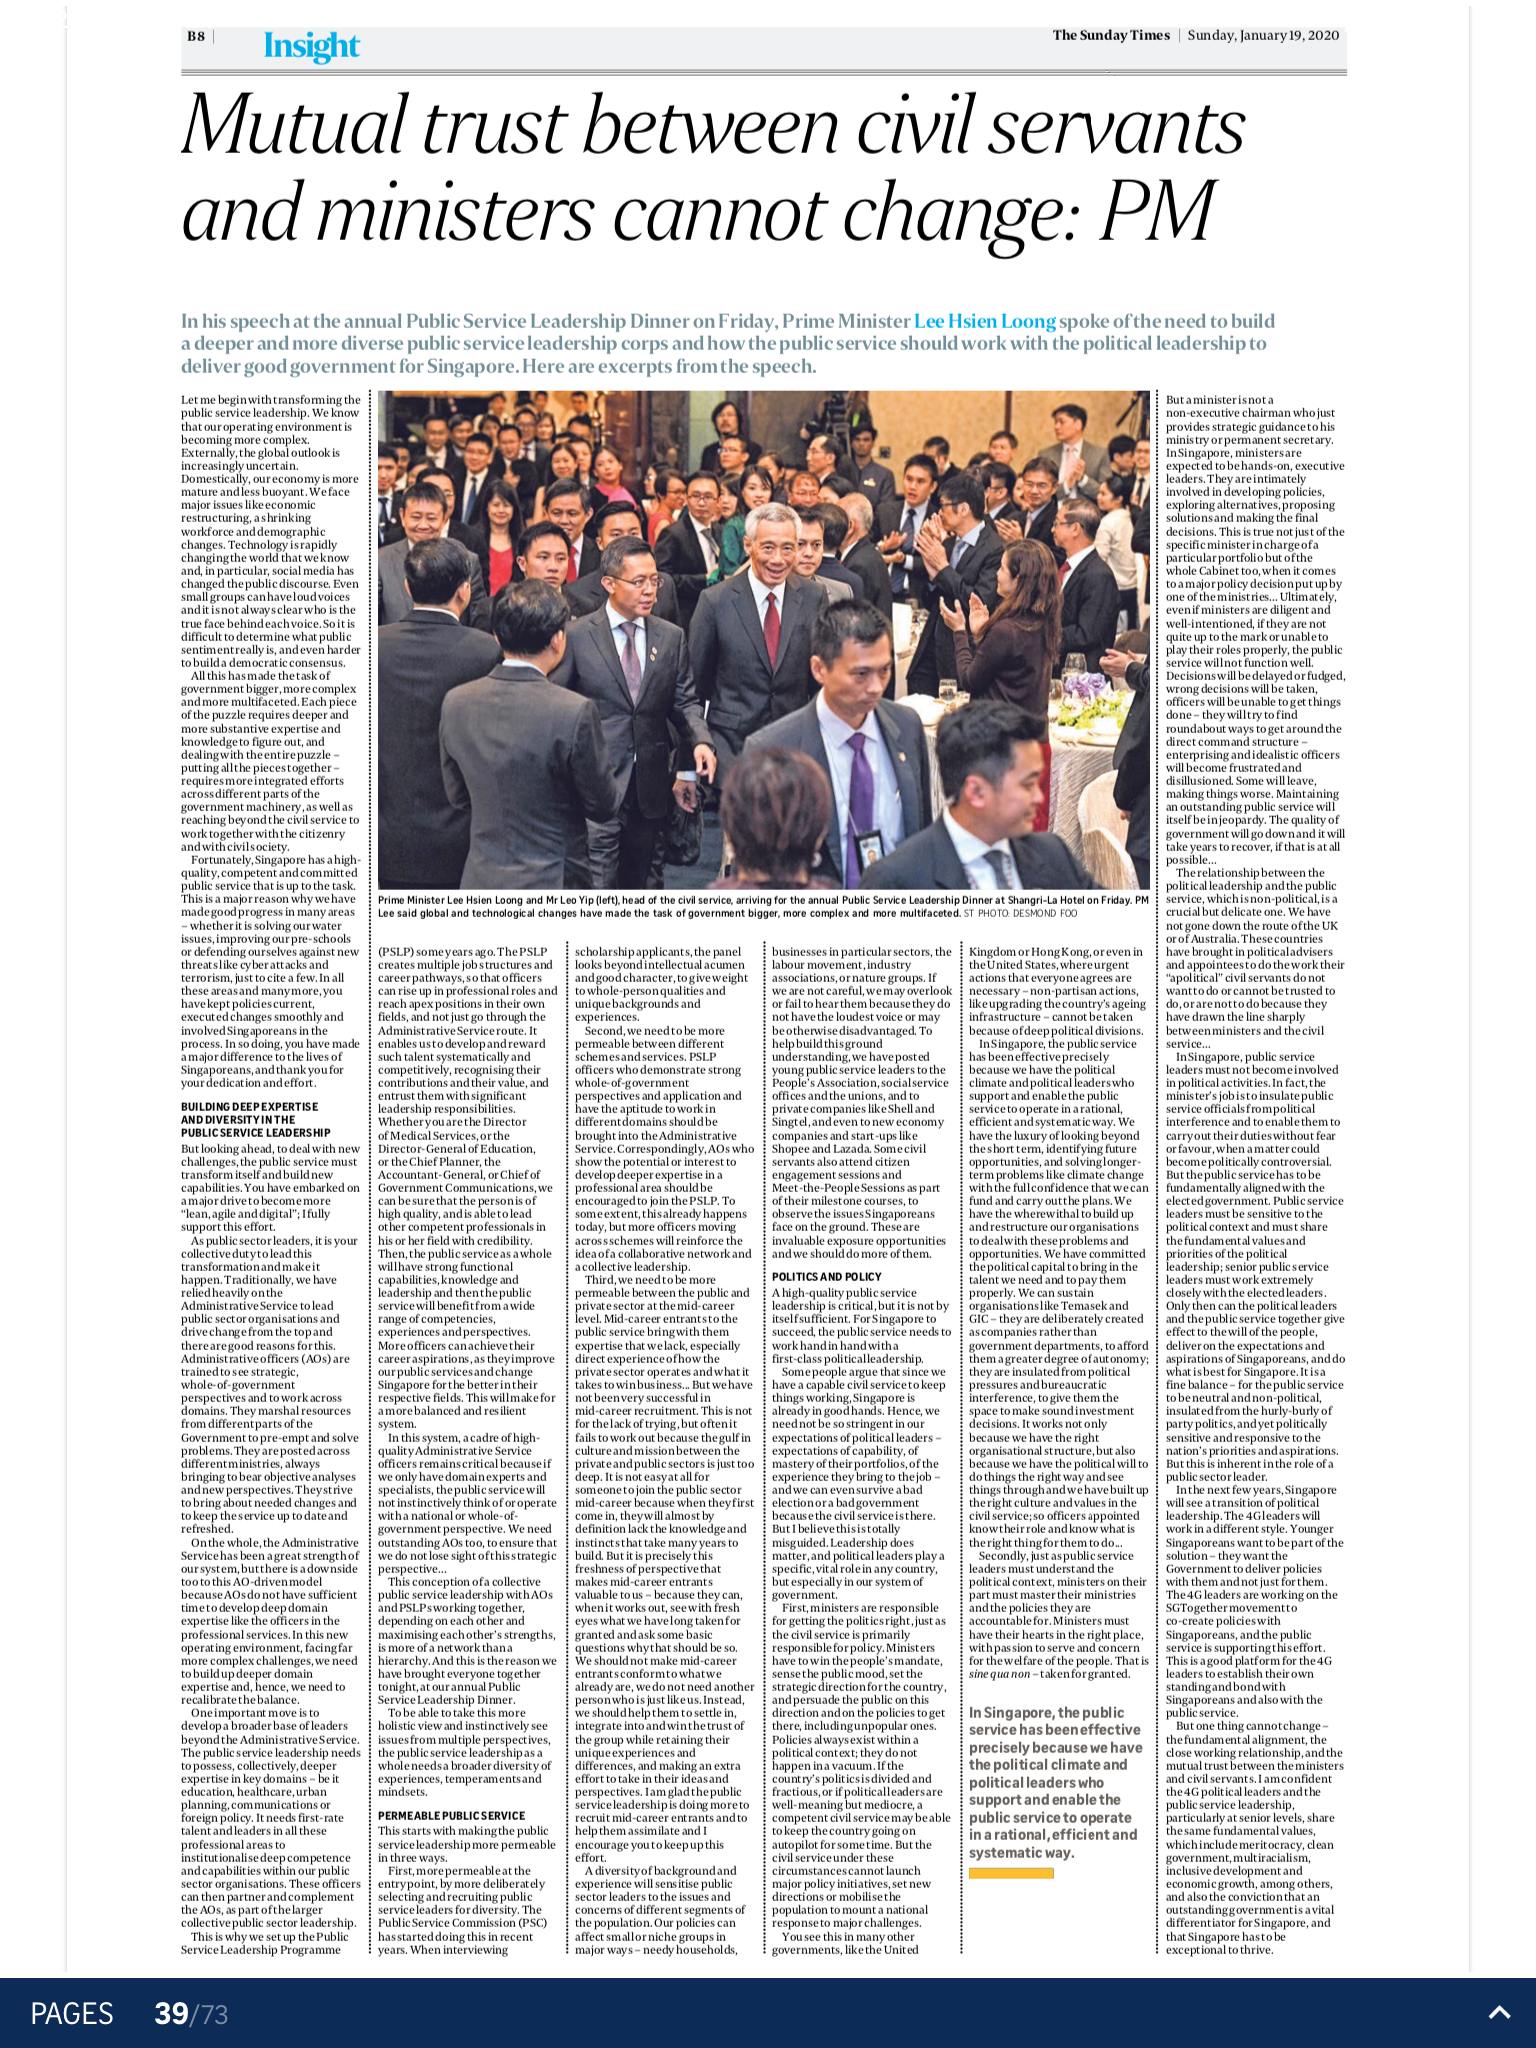 B8
Insight
The Sunday Times | Sunday, January 19, 2020
Mutual trust between civil servants
and ministers cannot change: PM
In his speech at the annual Public Service Leadership Dinner on Friday, Prime Minister Lee Hsien Loong spoke of the need to build
a deeper and more diverse public service leadership corps and how the public service should work with the political leadership to
deliver good government for Singapore. Here are excerpts from the speech.
Let me begin with transforming the
public service leadership. We know
that our operating environment is
becoming more complex.
Externally, the global outlook is
increasingly uncertain.
Domestically, our economy is more
mature and less buoyant. We face
major issues like economic
restructuring, a shrinking
workforce and demographic
changes. Technology is rapidly
changing the world that we know
and, in particular, social media has
changed the public discourse. Even
small groups can have loud voices
and it is not always clear who is the
true face behind each voice. So it is
difficult to determine what public
sentiment really is, and even harder
to build a democratic consensus.
All this has made the task of
government bigger, more complex
and more multifaceted. Each piece
of the puzzle requires deeper and
more substantive expertise and
knowledge to figure out, and
dealing with the entire puzzle –
putting all the pieces together –
requires more integrated efforts
across different parts of the
government machinery, as well as
reaching beyond the civil service to
work together with the citizenry
and with civil society.
Fortunately, Singapore has a high-
quality, competent and committed
public service that is up to the task.
This is a major reason why we have
made good progress in many areas
– whether it is solving our water
issues, improving our pre-schools
or defending ourselves against new
threats like cyber attacks and
terrorism, just to cite a few. In all
these areas and many more, you
have kept policies current,
executed changes smoothly and
involved Singaporeans in the
process. In so doing, you have made
a major difference to the lives of
Singaporeans, and thank you for
your dedication and effort.
BUILDING DEEP EXPERTISE
AND DIVERSITY IN THE
PUBLIC SERVICE LEADERSHIP
But looking ahead, to deal with new
challenges, the public service must
transform itself and build new
capabilities. You have embarked on
a major drive to become more
“lean, agile and digital”; I fully
support this effort.
As public sector leaders, it is your
collective duty to lead this
transformation and make it
happen. Traditionally, we have
relied heavily on the
Administrative Service to lead
public sector organisations and
drive change from the top and
there are good reasons for this.
Administrative officers (AOs) are
trained to see strategic,
whole-of-government
perspectives and to work across
domains. They marshal resources
from different parts of the
Government to pre-empt and solve
problems. They are posted across
different ministries, always
bringing to bear objective analyses
and new perspectives. They strive
to bring about needed changes and
to keep the service up to date and
refreshed.
On the whole, the Administrative
Service has been a great strength of
our system, but there is a downside
too to this AO-driven model
because AOs do not have sufficient
time to develop deep domain
expertise like the officers in the
professional services. In this new
operating environment, facing far
more complex challenges, we need
to build up deeper domain
expertise and, hence, we need to
recalibrate the balance.
One important move is to
develop a broader base of leaders
beyond the Administrative Service.
The public service leadership needs
to possess, collectively, deeper
expertise in key domains – be it
education, healthcare, urban
planning, communications or
foreign policy. It needs first-rate
talent and leaders in all these
professional areas to
institutionalise deep competence
and capabilities within our public
sector organisations. These officers
can then partner and complement
the AOs, as part of the larger
collective public sector leadership.
This is why we set up the Public
Service Leadership Programme
Prime Minister Lee Hsien Loong and Mr Leo Yip (left), head of the civil service, arriving for the annual Public Service Leadership Dinner at Shangri-La Hotel on Friday. PM
Lee said global and technological changes have made the task of government bigger, more complex and more multifaceted. ST PHOTO: DESMOND FOO
(PSLP) some years ago. The PSLP
creates multiple job structures and
career pathways, so that officers
can rise up in professional roles and
reach apex positions in their own
fields, and not just go through the
Administrative Service route. It
enables us to develop and reward
such talent systematically and
competitively, recognising their
contributions and their value, and
entrust them with significant
leadership responsibilities.
Whether you are the Director
of Medical Services, or the
Director-General of Education,
or the Chief Planner, the
Accountant-General, or Chief of
Government Communications, we
can be sure that the person is of
high quality, and is able to lead
other competent professionals in
his or her field with credibility.
Then, the public service as a whole
will have strong functional
capabilities, knowledge and
leadership and then the public
service will benefit from a wide
range of competencies,
experiences and perspectives.
More officers can achieve their
career aspirations, as they improve
our public services and change
Singapore for the better in their
respective fields. This will make for
a more balanced and resilient
system.
In this system, a cadre of high-
quality Administrative Service
officers remains critical because if
we only have domain experts and
specialists, the public service will
not instinctively think of or operate
with a national or whole-of-
government perspective. We need
outstanding AOs too, to ensure that
we do not lose sight of this strategic
perspective...
This conception of a collective
public service leadership with AOs
and PSLPs working together,
depending on each other and
maximising each other's strengths,
is more of a network than a
hierarchy. And this is the reason we
have brought everyone together
tonight, at our annual Public
Service Leadership Dinner.
To be able to take this more
holistic view and instinctively see
issues from multiple perspectives,
the public service leadership as a
whole needs a broader diversity of
experiences, temperaments and
mindsets.
PERMEABLE PUBLIC SERVICE
This starts with making the public
service leadership more permeable
in three ways.
First, more permeable at the
entry point, by more deliberately
selecting and recruiting public
service leaders for diversity. The
Public Service Commission (PSC)
has started doing this in recent
years. When interviewing
scholarship applicants, the panel
looks beyond intellectual acumen
and good character, to give weight
to whole-person qualities and
unique backgrounds and
experiences.
Second, we need to be more
permeable between different
schemes and services. PSLP
officers who demonstrate strong
whole-of-government
perspectives and application and
have the aptitude to work in
different domains should be
brought into the Administrative
Service. Correspondingly, AOs who
show the potential or interest to
develop deeper expertise in a
professional area should be
encouraged to join the PSLP. To
some extent, this already happens
today, but more officers moving
across schemes will reinforce the
idea of a collaborative network and
a collective leadership.
Third, we need to be more
permeable between the public and
private sector at the mid-career
level. Mid-career entrants to the
public service bring with them
expertise that we lack, especially
direct experience of how the
private sector operates and what it
takes to win business... But we have
not been very successful in
mid-career recruitment. This is not
for the lack of trying, but often it
fails to work out because the gulf in
culture and mission between the
private and public sectors is just too
deep. It is not easy at all for
someone to join the public sector
mid-career because when they first
come in, they will almost by
definition lack the knowledge and
instincts that take many years to
build. But it is precisely this
freshness of perspective that
makes mid-career entrants
valuable to us – because they can,
when it works out, see with fresh
eyes what we have long taken for
granted and ask some basic
questions why that should be so.
We should not make mid-career
entrants conform to what we
already are, we do not need another
person who is just like us. Instead,
we should help them to settle in,
integrate into and win the trust of
the group while retaining their
unique experiences and
differences, and making an extra
effort to take in their ideas and
perspectives. I am glad the public
service leadership is doing more to
recruit mid-career entrants and to
help them assimilate and I
encourage you to keep up this
effort.
A diversity of background and
experience will sensitise public
sector leaders to the issues and
concerns of different segments of
the population. Our policies can
affect small or niche groups in
major ways – needy households,
businesses in particular sectors, the
labour movement, industry
associations, or nature groups. If
we are not careful, we may overlook
or fail to hear them because they do
not have the loudest voice or may
be otherwise disadvantaged. To
help build this ground
understanding, we have posted
young public service leaders to the
People's Association, social service
offices and the unions, and to
private companies like Shell and
Singtel, and even to new economy
companies and start-ups like
Shopee and Lazada. Some civil
servants also attend citizen
engagement sessions and
Meet-the-People Sessions as part
of their milestone courses, to
observe the issues Singaporeans
face on the ground. These are
invaluable exposure opportunities
and we should do more of them.
POLITICS AND POLICY
A high-quality public service
leadership is critical, but it is not by
itself sufficient. For Singapore to
succeed, the public service needs to
work hand in hand with a
first-class political leadership.
Some people argue that since we
have a capable civil service to keep
things working, Singapore is
already in good hands. Hence, we
need not be so stringent in our
expectations of political leaders –
expectations of capability, of
mastery of their portfolios, of the
experience they bring to the job –
and we can even survive a bad
election or a bad government
because the civil service is there.
But I believe this is totally
misguided. Leadership does
matter, and political leaders play a
specific, vital role in any country,
but especially in our system of
government.
First, ministers are responsible
for getting the politics right, just as
the civil service is primarily
responsible for policy. Ministers
have to win the people's mandate,
sense the public mood, set the
strategic direction for the country,
and persuade the public on this
direction and on the policies to get
there, including unpopular ones.
Policies always exist within a
political context; they do not
happen in a vacuum. If the
country's politics is divided and
fractious, or if political leaders are
well-meaning but mediocre, a
competent civil service may be able
to keep the country going on
autopilot for some time. But the
civil service under these
circumstances cannot launch
major policy initiatives, set new
directions or mobilise the
population to mount a national
response to major challenges.
You see this in many other
governments, like the United
Kingdom or Hong Kong, or even in
the United States, where urgent
actions that everyone agrees are
necessary – non-partisan actions,
like upgrading the country's ageing
infrastructure – cannot be taken
because of deep political divisions.
In Singapore, the public service
has been effective precisely
because we have the political
climate and political leaders who
support and enable the public
service to operate in a rational,
efficient and systematic way. We
have the luxury of looking beyond
the short term, identifying future
opportunities, and solving longer-
term problems like climate change
with the full confidence that we can
fund and carry out the plans. We
have the wherewithal to build up
and restructure our organisations
to deal with these problems and
opportunities. We have committed
the political capital to bring in the
talent we need and to pay them
properly. We can sustain
organisations like Temasek and
GIC – they are deliberately created
as companies rather than
government departments, to afford
them a greater degree of autonomy;
they are insulated from political
pressures and bureaucratic
interference, to give them the
space to make sound investment
decisions. It works not only
because we have the right
organisational structure, but also
because we have the political will to
do things the right way and see
things through and we have built up
the right culture and values in the
civil service; so officers appointed
know their role and know what is
the right thing for them to do...
Secondly, just as public service
leaders must understand the
political context, ministers on their
part must master their ministries
and the policies they are
accountable for. Ministers must
have their hearts in the right place,
with passion to serve and concern
for the welfare of the people. That is
sine qua non – taken for granted.
In Singapore, the public
service has been effective
precisely because we have
the political climate and
political leaders who
support and enable the
public service to operate
in a rational, efficient and
systematic way.
But a minister is not a
non-executive chairman who just
provides strategic guidance to his
ministry or permanent secretary.
In Singapore, ministers are
expected to be hands-on, executive
leaders. They are intimately
involved in developing policies,
exploring alternatives, proposing
solutions and making the final
decisions. This is true not just of the
specific minister in charge of a
particular portfolio but of the
whole Cabinet too, when it comes
to a major policy decision put up by
one of the ministries... Ultimately,
even if ministers are diligent and
well-intentioned, if they are not
quite up to the mark or unable to
play their roles properly, the public
service will not function well.
Decisions will be delayed or fudged,
wrong decisions will be taken,
officers will be unable to get things
done – they will try to find
roundabout ways to get around the
direct command structure –
enterprising and idealistic officers
will become frustrated and
disillusioned. Some will leave,
making things worse. Maintaining
an outstanding public service will
itself be in jeopardy. The quality of
government will go down and it will
take years to recover, if that is at all
possible...
The relationship between the
political leadership and the public
service, which is non-political, is a
crucial but delicate one. We have
not gone down the route of the UK
or of Australia. These countries
have brought in political advisers
and appointees to do the work their
“apolitical” civil servants do not
want to do or cannot be trusted to
do, or are not to do because they
have drawn the line sharply
between ministers and the civil
service...
In Singapore, public service
leaders must not become involved
in political activities. In fact, the
minister's job is to insulate public
service officials from political
interference and to enable them to
carry out their duties without fear
or favour, when a matter could
become politically controversial.
But the public service has to be
fundamentally aligned with the
elected government. Public service
leaders must be sensitive to the
political context and must share
the fundamental values and
priorities of the political
leadership; senior public service
leaders must work extremely
closely with the elected leaders.
Only then can the political leaders
and the public service together give
effect to the will of the people,
deliver on the expectations and
aspirations of Singaporeans, and do
what is best for Singapore. It is a
fine balance – for the public service
to be neutral and non-political,
insulated from the hurly-burly of
party politics, and yet politically
sensitive and responsive to the
nation's priorities and aspirations.
But this is inherent in the role of a
public sector leader.
In the next few years, Singapore
will see a transition of political
leadership. The 4G leaders will
work in a different style. Younger
Singaporeans want to be part of the
solution – they want the
Government to deliver policies
with them and not just for them.
The 4G leaders are working on the
SGTogether movement to
co-create policies with
Singaporeans, and the public
service is supporting this effort.
This is a good platform for the 4G
leaders to establish their own
standing and bond with
Singaporeans and also with the
public service.
But one thing cannot change –
the fundamental alignment, the
close working relationship, and the
mutual trust between the ministers
and civil servants. I am confident
the 4G political leaders and the
public service leadership,
particularly at senior levels, share
the same fundamental values,
which include meritocracy, clean
government, multiracialism,
inclusive development and
economic growth, among others,
and also the conviction that an
outstanding government is a vital
differentiator for Singapore, and
that Singapore has to be
exceptional to thrive.
PAGES 39/73